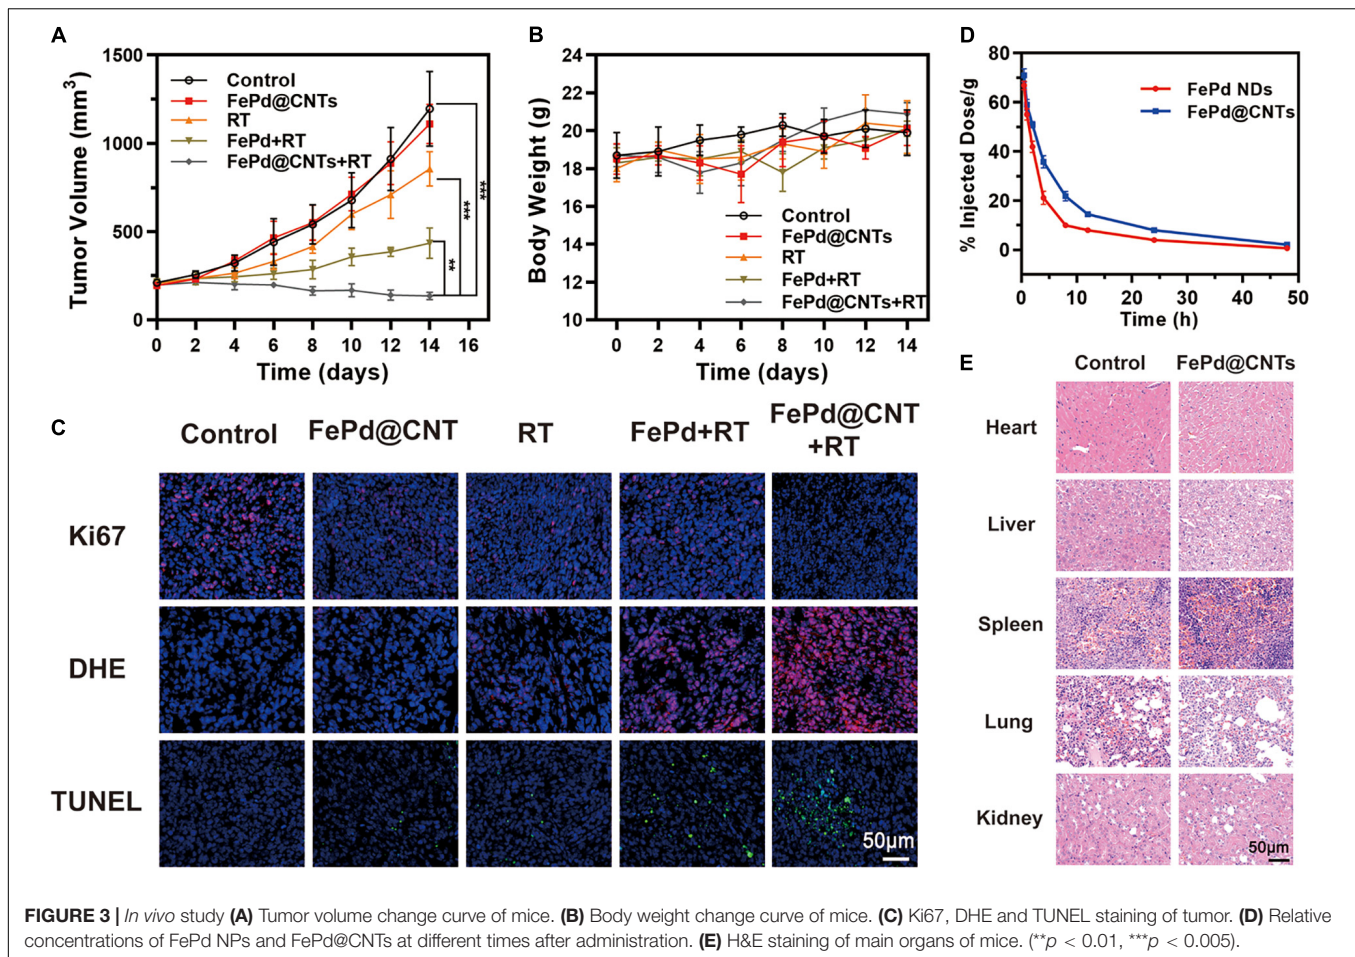 A
1500
1000
500
0
Tumor Volume (mm³)
Control
FePd@CNTs
RT
FePd+RT
FePd@CNTs+RT
***
***
**
0 2 4 6 8 10 12 14 16
Time (days)
B
24
22
20
18
16
14
12
10
Body Weight (g)
Control
FePd@CNTs
RT
FePd+RT
FePd@CNTs+RT
0 2 4 6 8 10 12 14
Time (days)
D
80
60
40
20
0
% Injected Dose/g
FePd NDs
FePd@CNTs
0 10 20 30 40 50
Time (h)
C
Control FePd@CNT RT FePd+RT FePd@CNT
+RT
Ki67
DHE
TUNEL
50μm
E
Control FePd@CNTs
Heart
Liver
Spleen
Lung
Kidney
50μm
FIGURE 3 | In vivo study (A) Tumor volume change curve of mice. (B) Body weight change curve of mice. (C) Ki67, DHE and TUNEL staining of tumor. (D) Relative
concentrations of FePd NPs and FePd@CNTs at different times after administration. (E) H&E staining of main organs of mice. (**p < 0.01, ***p < 0.005).